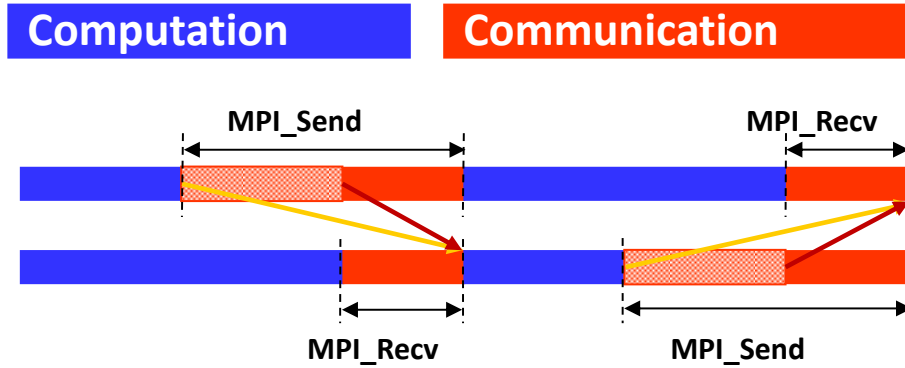 Computation
Communication
MPI_Send
MPI_Recv
MPI_Recv
MPI_Send